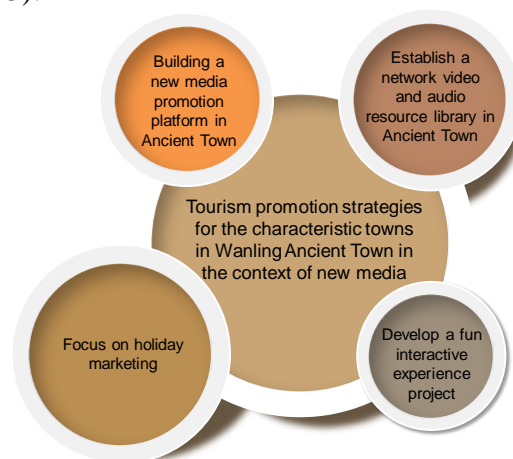 Building a
new media
promotion
platform in
Ancient Town
Establish a
network video
and audio
resource library in
Ancient Town
Tourism promotion strategies
for the characteristic towns
in Wanling Ancient Town in
the context of new media
Focus on holiday
marketing
Develop a fun
interactive
experience
project